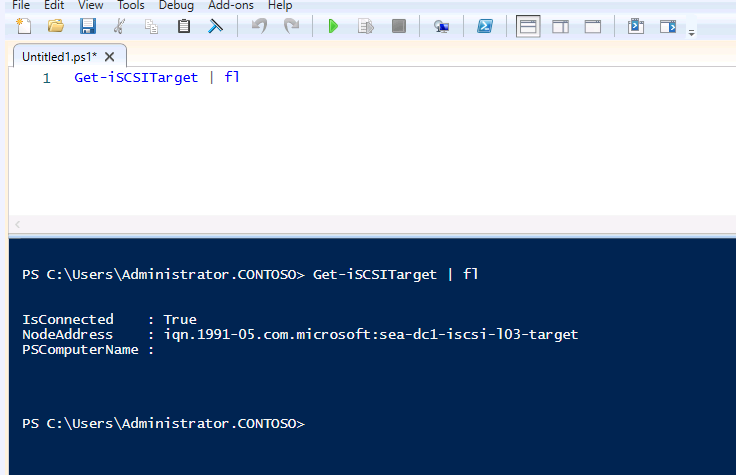 File Edit View Tools Debug Add-ons Help
Untitled1.ps1*
1 Get-iSCSITarget | fl
PS C:\Users\Administrator.CONTOSO> Get-iSCSITarget | fl
IsConnected : True
NodeAddress : iqn.1991-05.com.microsoft:sea-dc1-iscsi-l03-target
PSComputerName :
PS C:\Users\Administrator.CONTOSO>